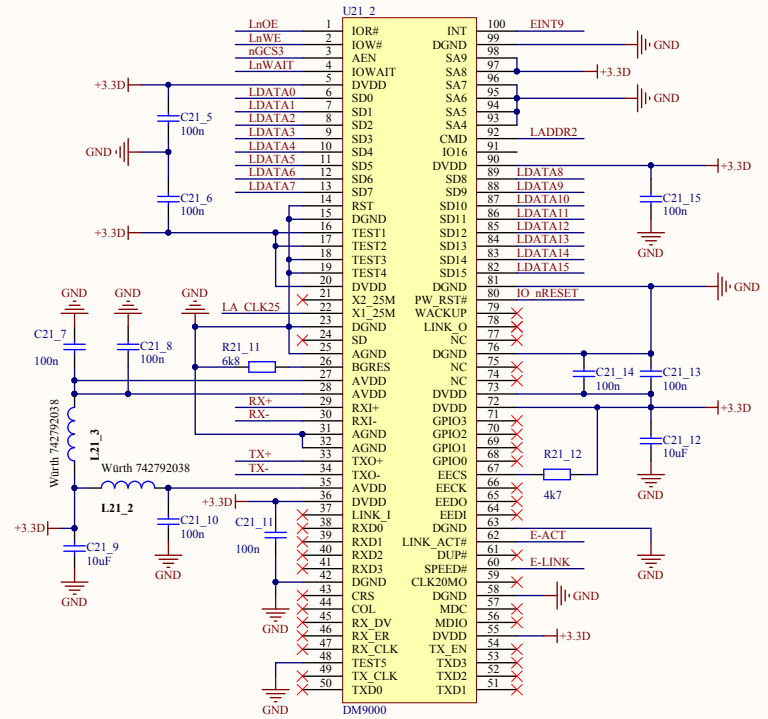 U21_2
LnOE 1 IOR# INT 100 EINT9
LnWE 2 IOW# DGND 99 GND
nGCS3 3 AEN SA9 98
LnWAIT 4 IOWAIT SA8 97 +3.3D
+3.3D 5 DVDD SA7 96
LDATA0 6 SD0 SA6 95 GND
LDATA1 7 SD1 SA5 94
LDATA2 8 SD2 SA4 93
C21_5
100n
LDATA3 9 SD3 CMD 92 LADDR2
GND LDATA4 10 SD4 IO16 91
LDATA5 11 SD5 DVDD 90 +3.3D
LDATA6 12 SD6 SD8 89 LDATA8
LDATA7 13 SD7 SD9 88 LDATA9
C21_6
100n
C21_15
100n
14 RST SD10 87 LDATA10
15 DGND SD11 86 LDATA11
+3.3D 16 TEST1 SD12 85 LDATA12
17 TEST2 SD13 84 LDATA13
18 TEST3 SD14 83 LDATA14
GND
19 TEST4 SD15 82 LDATA15
20 DVDD DGND 81 GND
GND GND GND
21 X2_25M PW_RST# 80 IO_nRESET
LA_CLK25 22 X1_25M WACKUP 79
23 DGND LINK_O 78
24 SD NC 77
C21_7
100n
C21_8
100n
R21_11
6k8
25 AGND DGND 76
26 BGRES NC 75
27 AVDD NC 74
C21_14
100n
C21_13
100n
28 AVDD DVDD 73
RX+ 29 RXI+ DVDD 72 +3.3D
RX- 30 RXI- GPIO3 71
31 AGND GPIO2 70
32 AGND GPIO1 69
C21_12
10uF
TX+ 33 TXO+ GPIO0 68
TX- 34 TXO- EECS 67
R21_12
4k7
GND
Würth 742792038
L21_3
Würth 742792038
L21_2
35 AVDD EECK 66
+3.3D 36 DVDD EEDO 65
37 LINK_I EEDI 64
38 RXD0 DGND 63
+3.3D
C21_10
100n
C21_11
100n
39 RXD1 LINK_ACT# 62 E-ACT
40 RXD2 DUP# 61
41 RXD3 SPEED# 60 E-LINK
C21_9
10uF
GND
GND
42 DGND CLK20MO 59
GND
43 CRS DGND 58 GND
GND
44 COL MDC 57
45 RX_DV MDIO 56
GND
46 RX_ER DVDD 55 +3.3D
47 RX_CLK TX_EN 54
48 TEST5 TXD3 53
49 TX_CLK TXD2 52
50 TXD0 TXD1 51
GND
DM9000